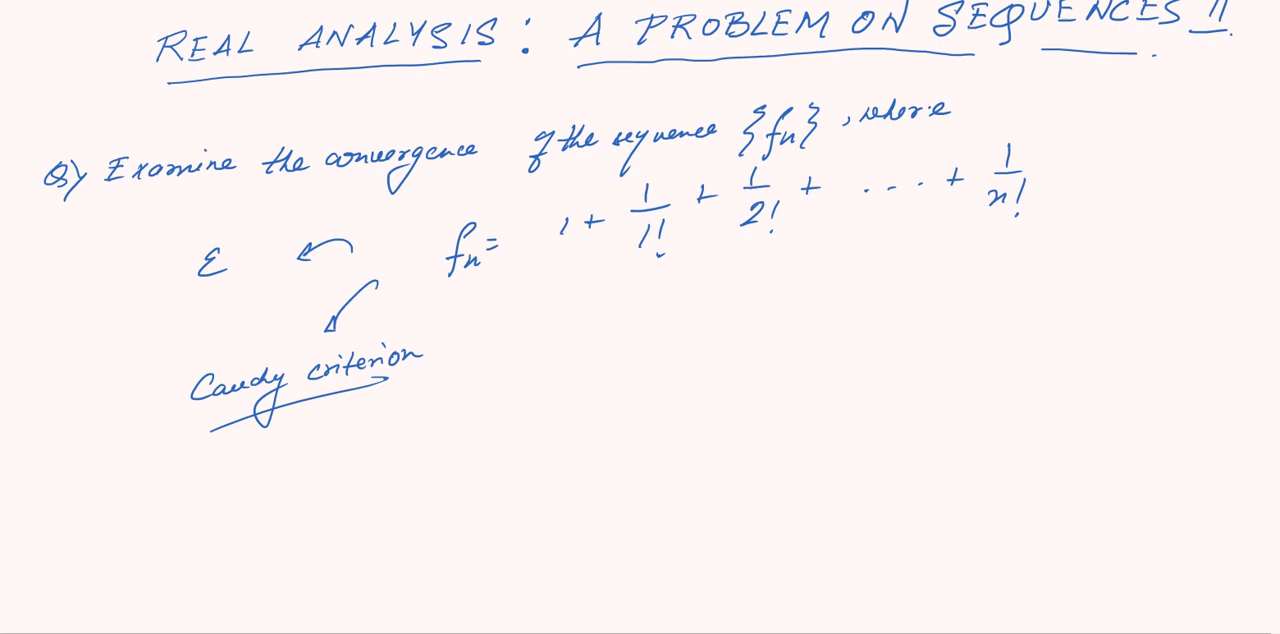 REAL ANALYSIS: A PROBLEM ON SEQUENCES II.
Q) Examine the convergence of the sequence {fn}, where
ε fn = 1 + 1/1! + 1/2! + .... + 1/n!
Cauchy criterion